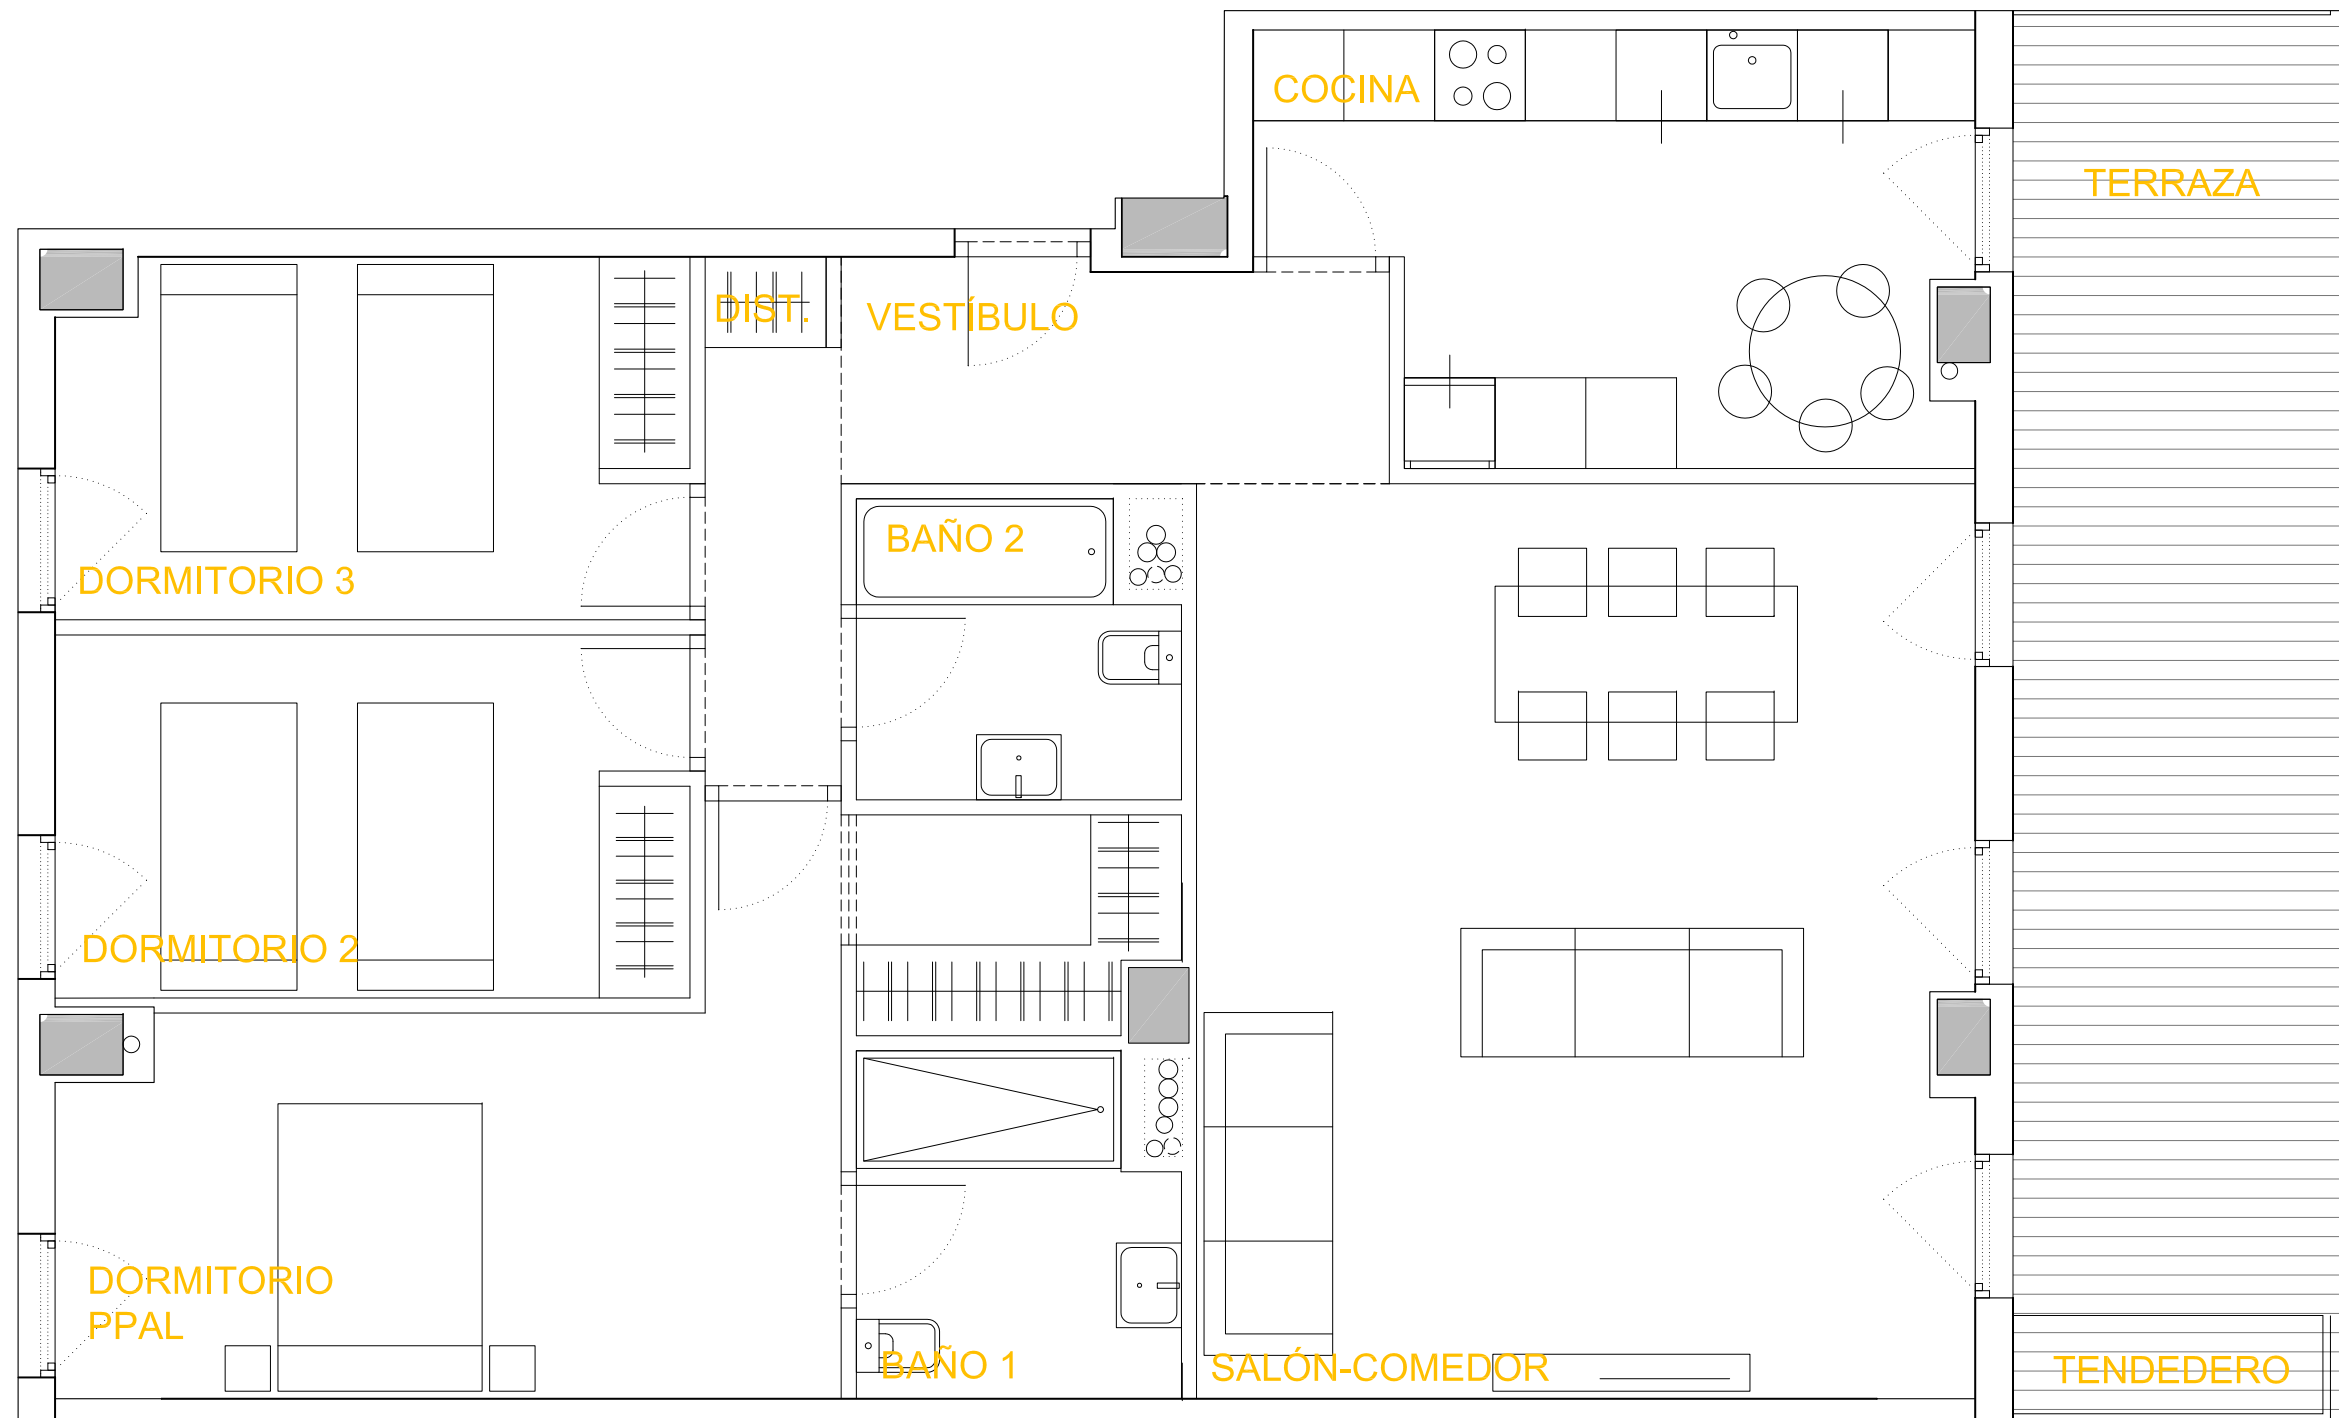 COCINA
TERRAZA
DIST.
VESTÍBULO
BAÑO 2
DORMITORIO 3
DORMITORIO 2
DORMITORIO
PPAL
BAÑO 1
SALÓN-COMEDOR
TENDEDERO